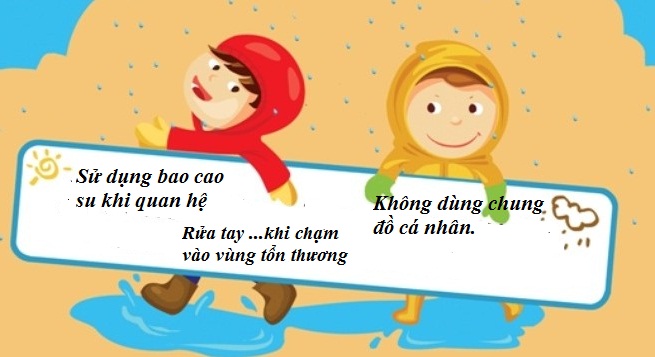 Sử dụng bao cao
su khi quan hệ
Rửa tay ...khi chạm
vào vùng tổn thương
Không dùng chung
đồ cá nhân.